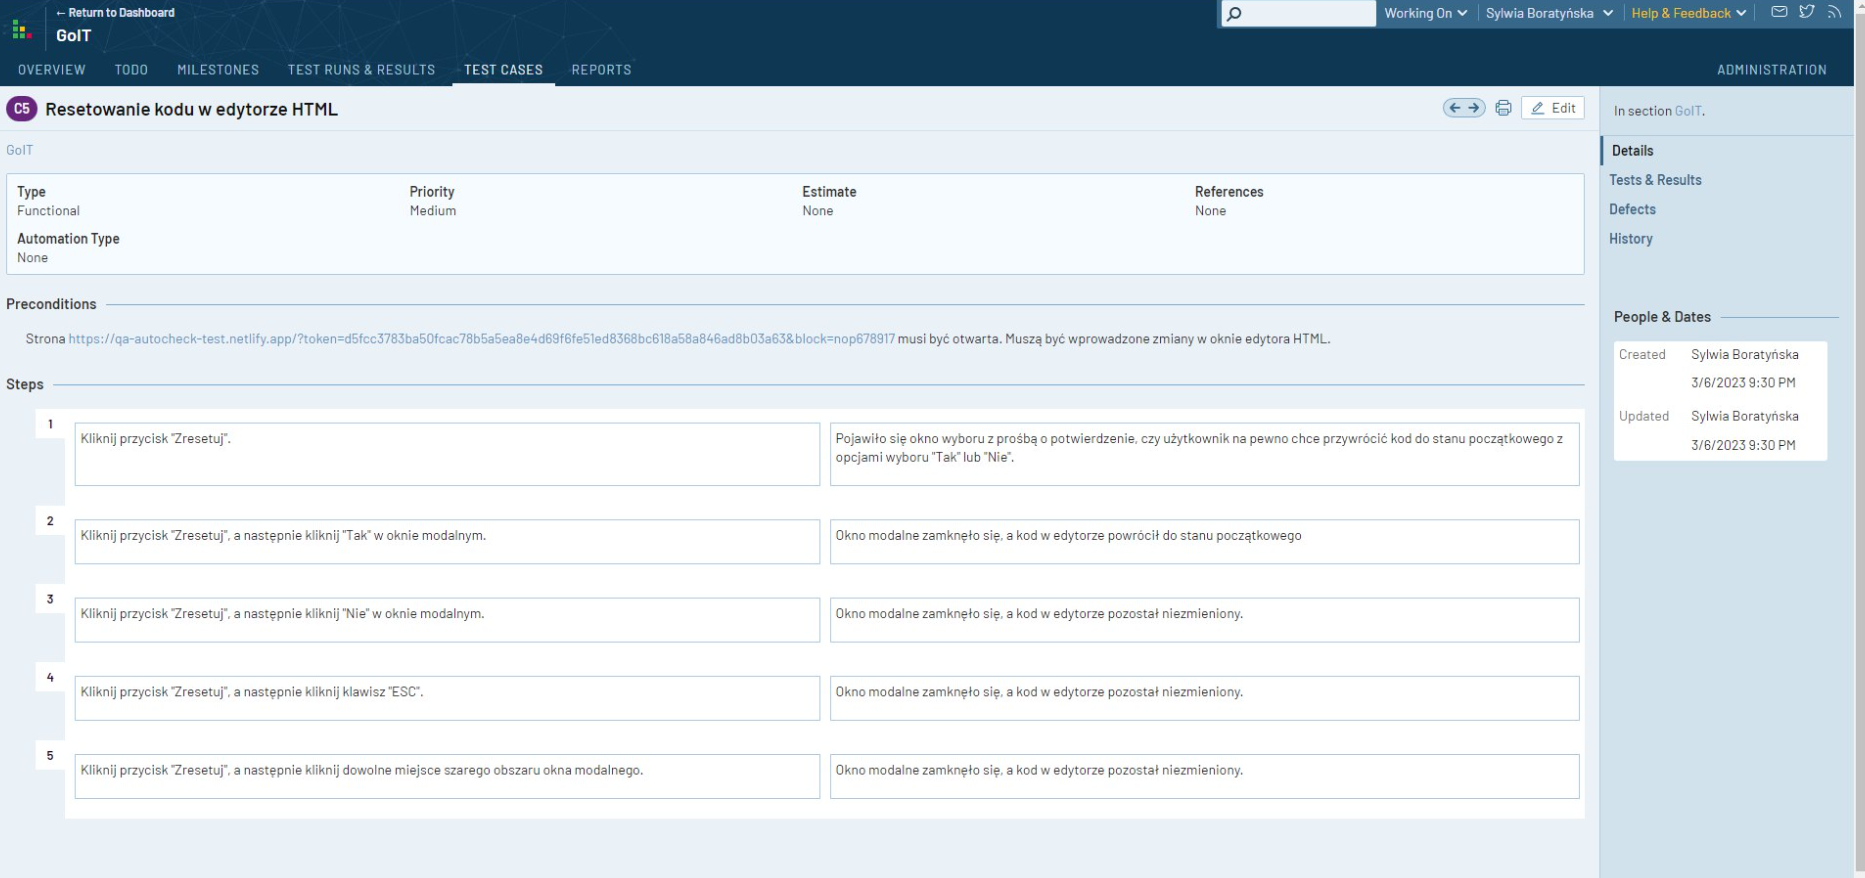 ← Return to Dashboard
GoIT
Working On
Sylwia Boratyńska
Help & Feedback
OVERVIEW
TODO
MILESTONES
TEST RUNS & RESULTS
TEST CASES
REPORTS
ADMINISTRATION
C5 Resetowanie kodu w edytorze HTML
Edit
GoIT
Type
Functional
Priority
Medium
Estimate
None
References
None
Automation Type
None
Preconditions
Strona https://qa-autocheck-test.netlify.app/?token=d5fcc3783ba50fcac78b5a5ea8e4d69f6fe51ed8368bc618a58a846ad8b03a63&block=nop678917 musi być otwarta. Muszą być wprowadzone zmiany w oknie edytora HTML.
Steps
1
Kliknij przycisk "Zresetuj".
Pojawiło się okno wyboru z prośbą o potwierdzenie, czy użytkownik na pewno chce przywrócić kod do stanu początkowego z
opcjami wyboru "Tak" lub "Nie".
2
Kliknij przycisk "Zresetuj", a następnie kliknij "Tak" w oknie modalnym.
Okno modalne zamknęło się, a kod w edytorze powrócił do stanu początkowego
3
Kliknij przycisk "Zresetuj", a następnie kliknij "Nie" w oknie modalnym.
Okno modalne zamknęło się, a kod w edytorze pozostał niezmieniony.
4
Kliknij przycisk "Zresetuj", a następnie kliknij klawisz "ESC".
Okno modalne zamknęło się, a kod w edytorze pozostał niezmieniony.
5
Kliknij przycisk "Zresetuj", a następnie kliknij dowolne miejsce szarego obszaru okna modalnego.
Okno modalne zamknęło się, a kod w edytorze pozostał niezmieniony.
In section GoIT.
Details
Tests & Results
Defects
History
People & Dates
Created
Sylwia Boratyńska
3/6/2023 9:30 PM
Updated
Sylwia Boratyńska
3/6/2023 9:30 PM